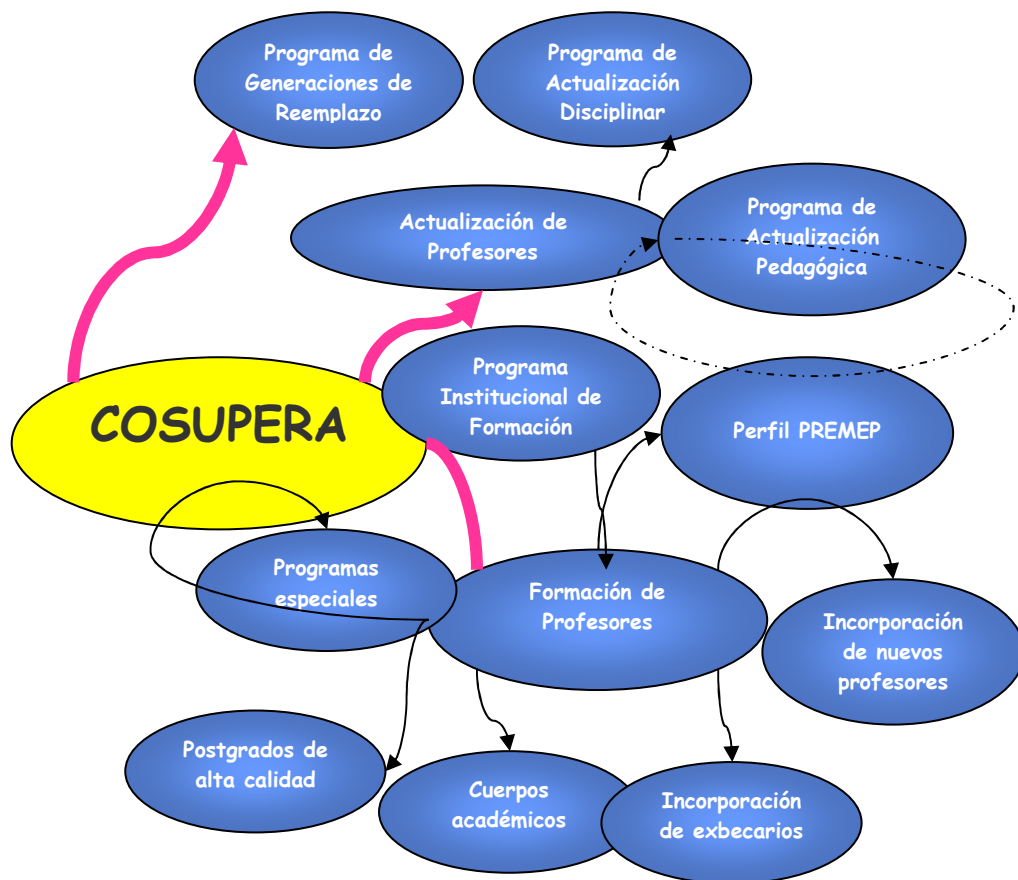 Programa de
Generaciones de
Reemplazo
Programa de
Actualización
Disciplinar
Actualización de
Profesores
Programa de
Actualización
Pedagógica
COSUPERA
Programa
Institucional de
Formación
Perfil PREMEP
Programas
especiales
Formación de
Profesores
Incorporación
de nuevos
profesores
Postgrados de
alta calidad
Cuerpos
académicos
Incorporación
de exbecarios